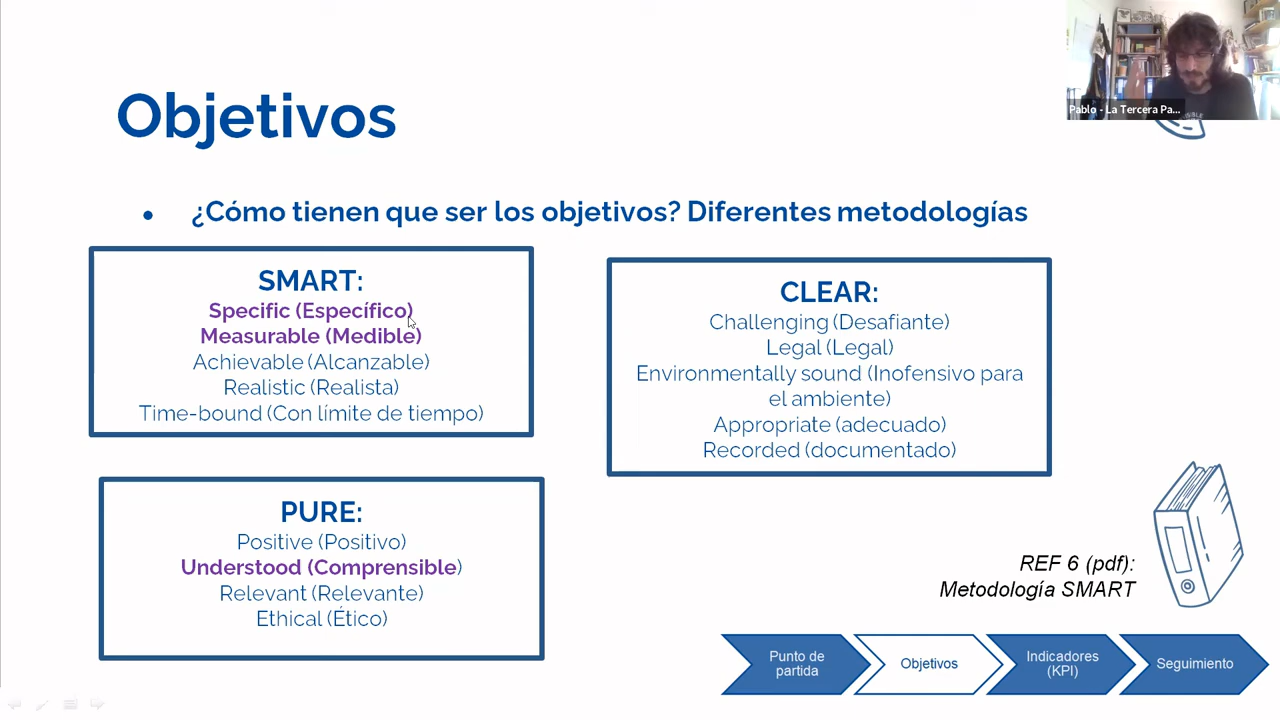 Pablo - La Tercera Pa...
Objetivos
● ¿Cómo tienen que ser los objetivos? Diferentes metodologías
SMART:
Specific (Específico)
Measurable (Medible)
Achievable (Alcanzable)
Realistic (Realista)
Time-bound (Con límite de tiempo)
CLEAR:
Challenging (Desafiante)
Legal (Legal)
Environmentally sound (Inofensivo para
el ambiente)
Appropriate (adecuado)
Recorded (documentado)
PURE:
Positive (Positivo)
Understood (Comprensible)
Relevant (Relevante)
Ethical (Ético)
REF 6 (pdf):
Metodología SMART
Punto de
partida
Objetivos
Indicadores
(KPI)
Seguimiento